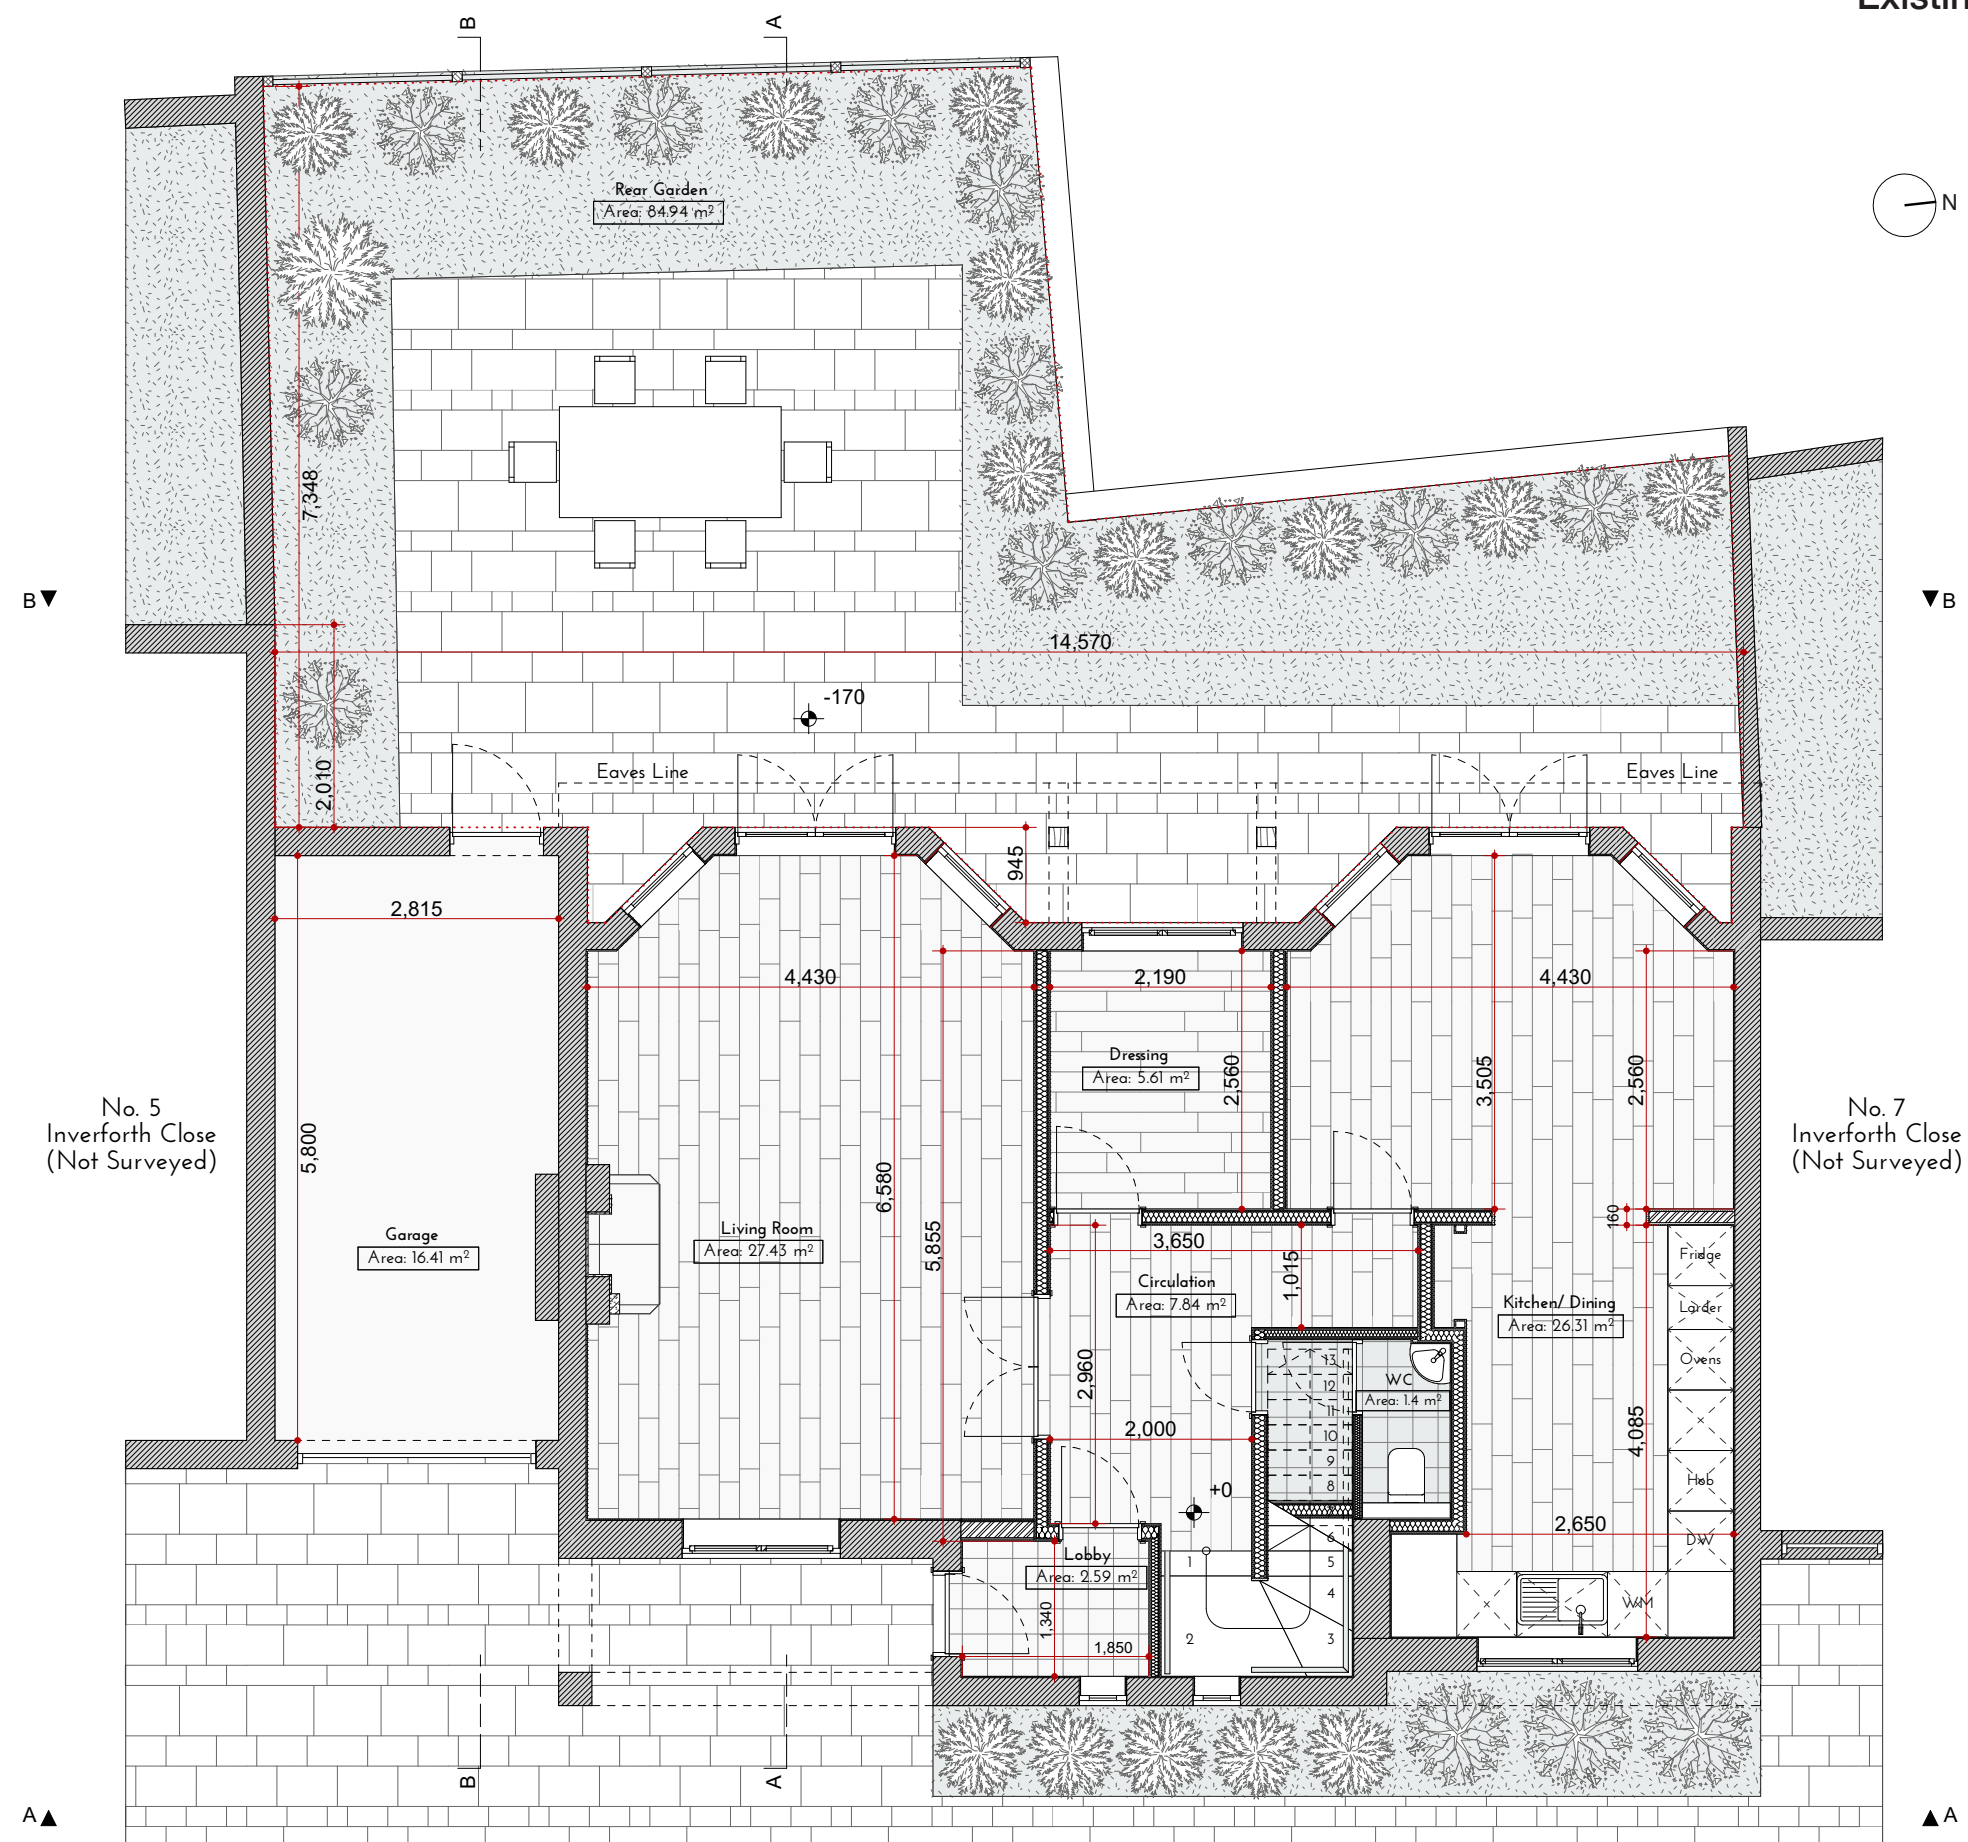 B
A
Rear Garden
Area: 84.94 m²
N
7,348
B
B
14,570
-170
2,010
Eaves Line
Eaves Line
945
2,815
4,430
2,190
4,430
Dressing
Area: 5.61 m²
2,560
3,505
2,560
No. 5
Inverforth Close
(Not Surveyed)
No. 7
Inverforth Close
(Not Surveyed)
5,800
6,580
5,855
Garage
Area: 16.41 m²
Living Room
Area: 27.43 m²
160
3,650
1,015
Circulation
Area: 7.84 m²
Kitchen/ Dining
Area: 26.31 m²
Fridge
Larder
Ovens
Hob
DW
WM
2,960
2,000
13
12
11
10
9
8
6
5
4
3
2
1
WC
Area: 1.4 m²
4,085
+0
2,650
Lobby
Area: 2.59 m²
1,340
1,850
B
A
A
A